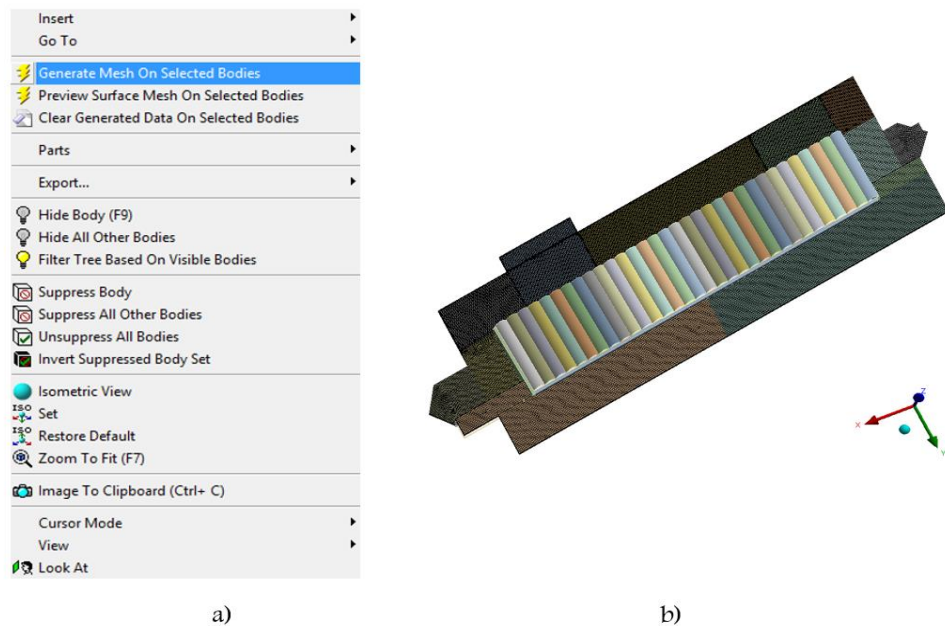 Insert
Go To
Generate Mesh On Selected Bodies
Preview Surface Mesh On Selected Bodies
Clear Generated Data On Selected Bodies
Parts
Export...
Hide Body (F9)
Hide All Other Bodies
Filter Tree Based On Visible Bodies
Suppress Body
Suppress All Other Bodies
Unsuppress All Bodies
Invert Suppressed Body Set
Isometric View
ISO Set
ISO Restore Default
Zoom To Fit (F7)
Image To Clipboard (Ctrl+ C)
Cursor Mode
View
Look At
Z
X
Y
a)
b)